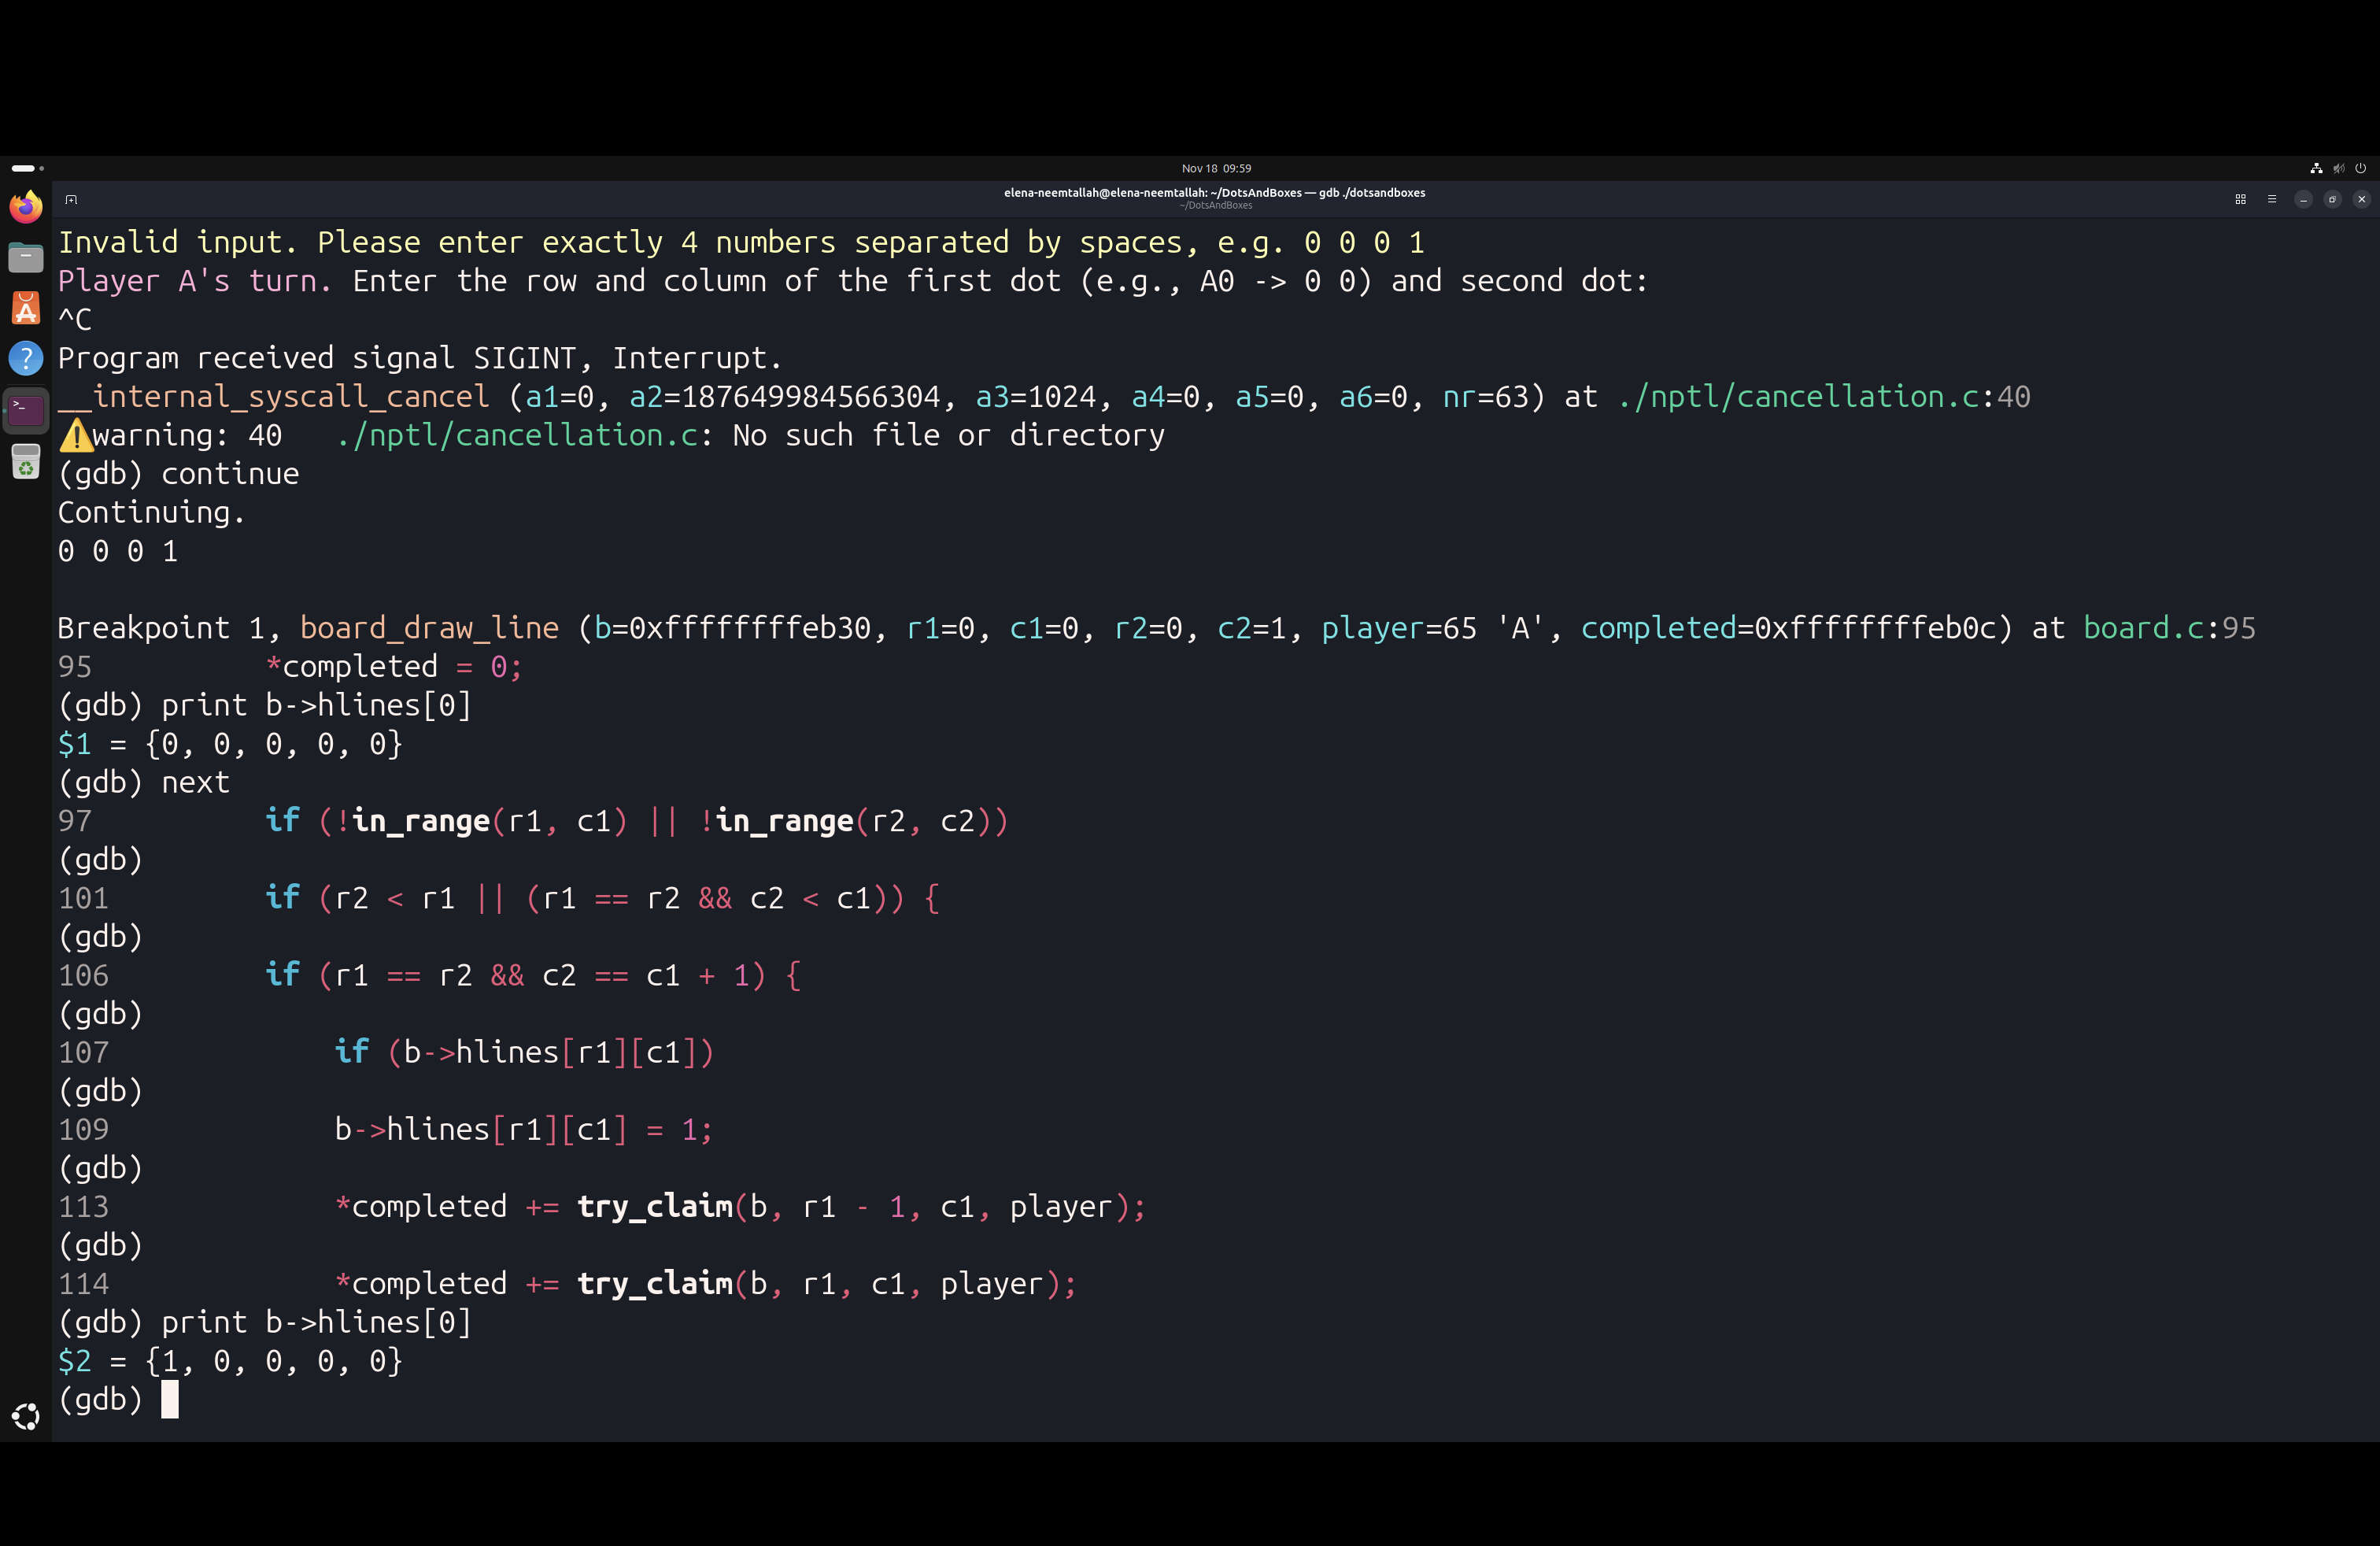 Nov 18 09:59
elena-neemtallah@elena-neemtallah: ~/DotsAndBoxes — gdb ./dotsandboxes
~/DotsAndBoxes
Invalid input. Please enter exactly 4 numbers separated by spaces, e.g. 0 0 0 1
Player A's turn. Enter the row and column of the first dot (e.g., A0 -> 0 0) and second dot:
^C
Program received signal SIGINT, Interrupt.
__internal_syscall_cancel (a1=0, a2=187649984566304, a3=1024, a4=0, a5=0, a6=0, nr=63) at ./nptl/cancellation.c:40
⚠️warning: 40   ./nptl/cancellation.c: No such file or directory
(gdb) continue
Continuing.
0 0 0 1
Breakpoint 1, board_draw_line (b=0xffffffffeb30, r1=0, c1=0, r2=0, c2=1, player=65 'A', completed=0xffffffffeb0c) at board.c:95
95          *completed = 0;
(gdb) print b->hlines[0]
$1 = {0, 0, 0, 0, 0}
(gdb) next
97          if (!in_range(r1, c1) || !in_range(r2, c2))
(gdb)
101         if (r2 < r1 || (r1 == r2 && c2 < c1)) {
(gdb)
106         if (r1 == r2 && c2 == c1 + 1) {
(gdb)
107             if (b->hlines[r1][c1])
(gdb)
109             b->hlines[r1][c1] = 1;
(gdb)
113             *completed += try_claim(b, r1 - 1, c1, player);
(gdb)
114             *completed += try_claim(b, r1, c1, player);
(gdb) print b->hlines[0]
$2 = {1, 0, 0, 0, 0}
(gdb)